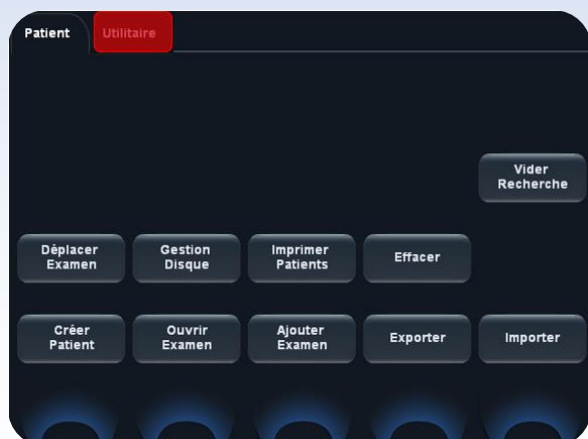 Patient
Utilitaire
Vider
Recherche
Déplacer
Examen
Gestion
Disque
Imprimer
Patients
Effacer
Créer
Patient
Ouvrir
Examen
Ajouter
Examen
Exporter
Importer